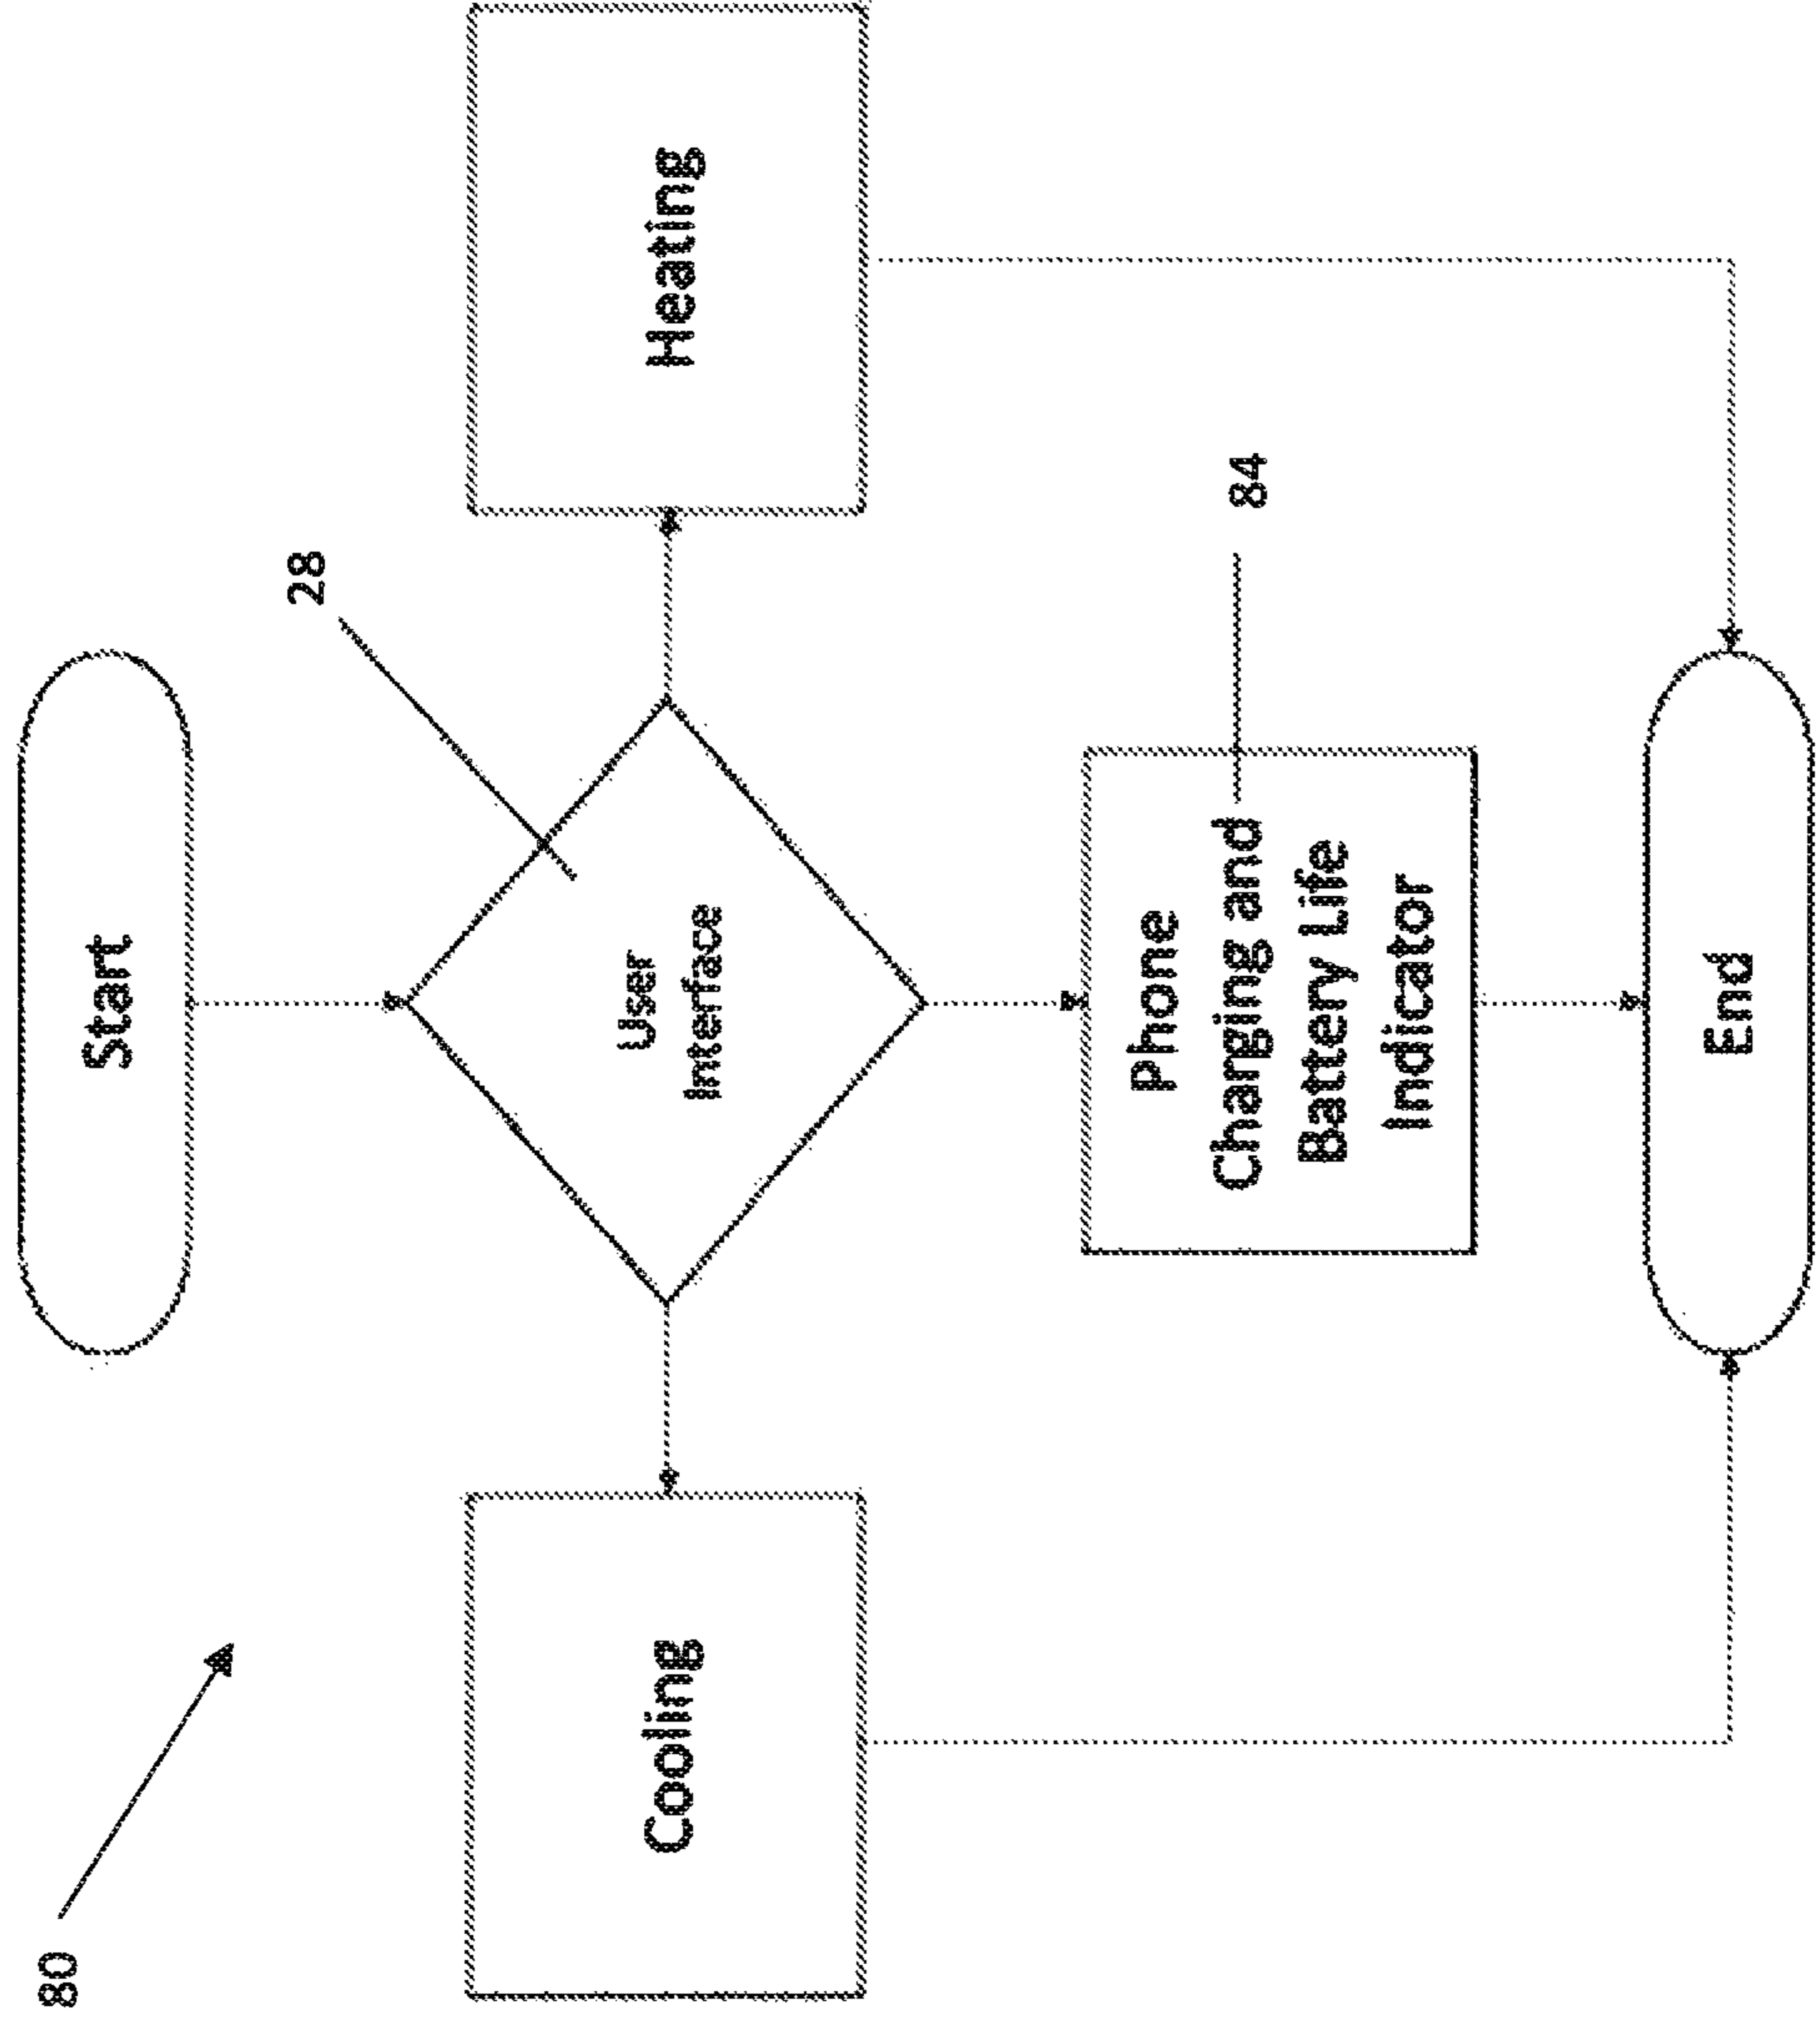 80
Start
28
Cooling
User
Interface
Heating
Phone
Charging and
Battery Life
Indicator
84
End